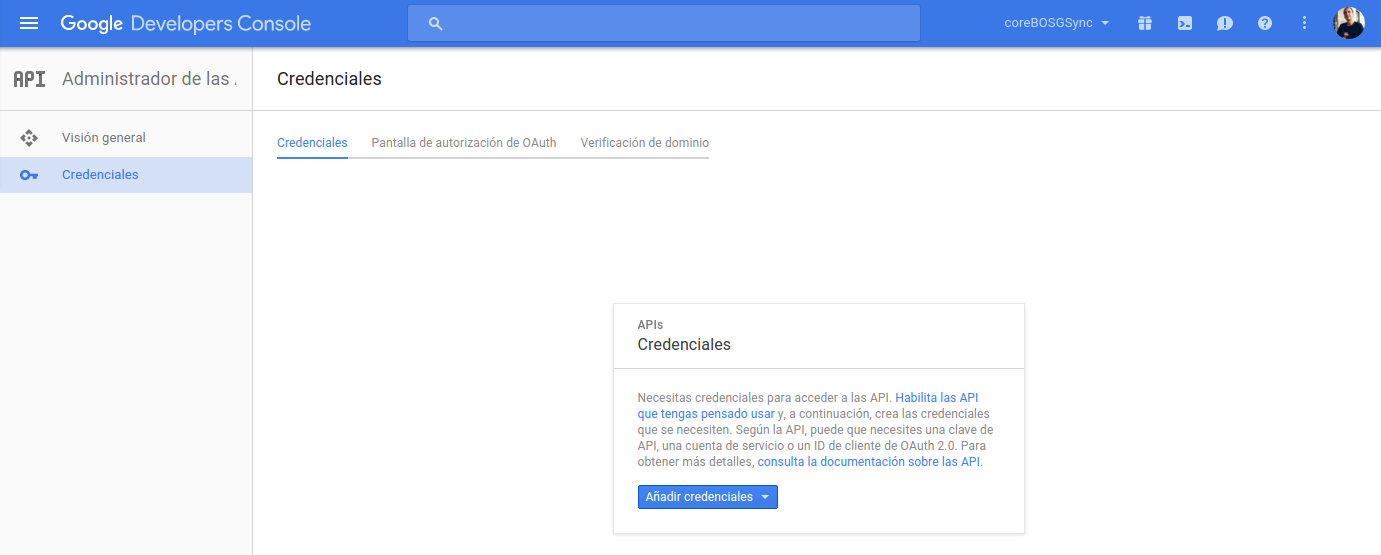 Google Developers Console
coreBOSGSync
API
Administrador de las
Credenciales
Visión general
Credenciales
Credenciales
Pantalla de autorización de OAuth
Verificación de dominio
APIs
Credenciales
Necesitas credenciales para acceder a las API. Habilita las API
que tengas pensado usar y, a continuación, crea las credenciales
que se necesiten. Según la API, puede que necesites una clave de
API, una cuenta de servicio o un ID de cliente de OAuth 2.0. Para
obtener más detalles, consulta la documentación sobre las API.
Añadir credenciales